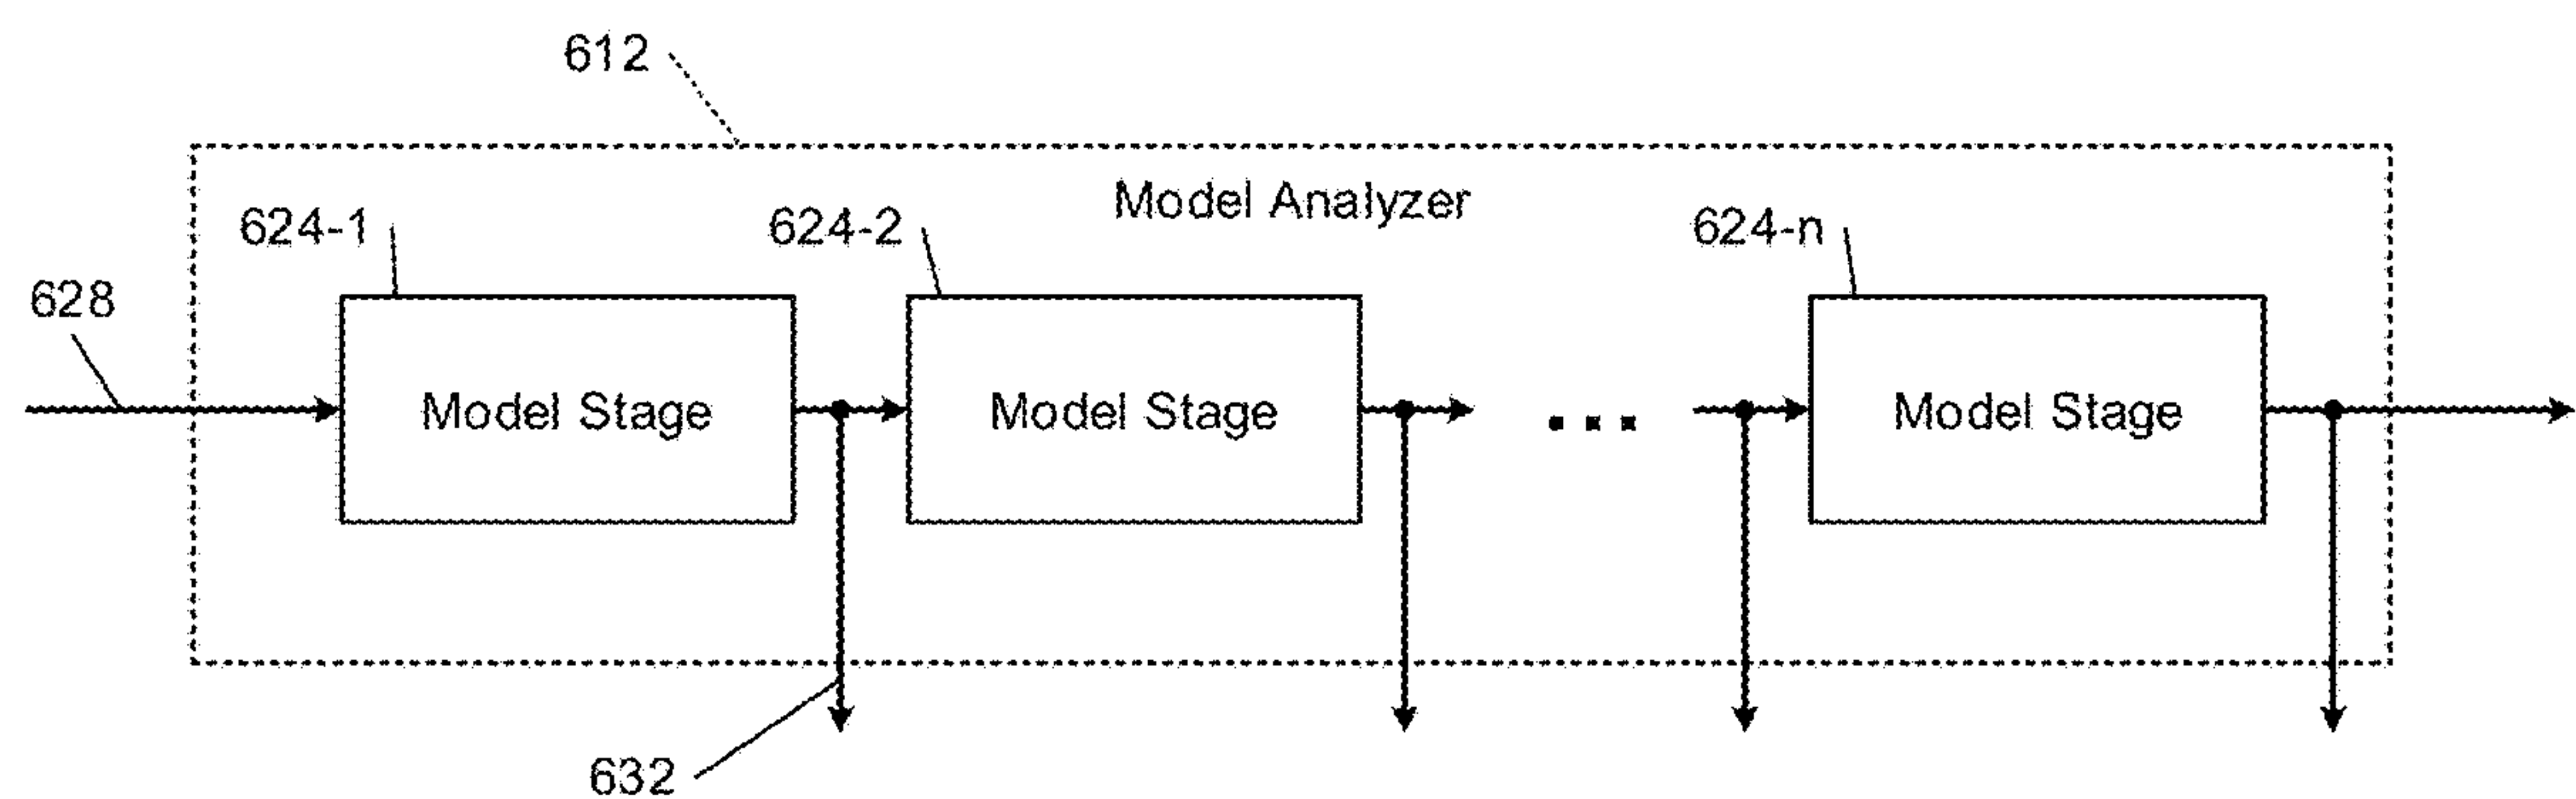 612
Model Analyzer
624-1
624-2
624-n
628
Model Stage
Model Stage
...
Model Stage
632